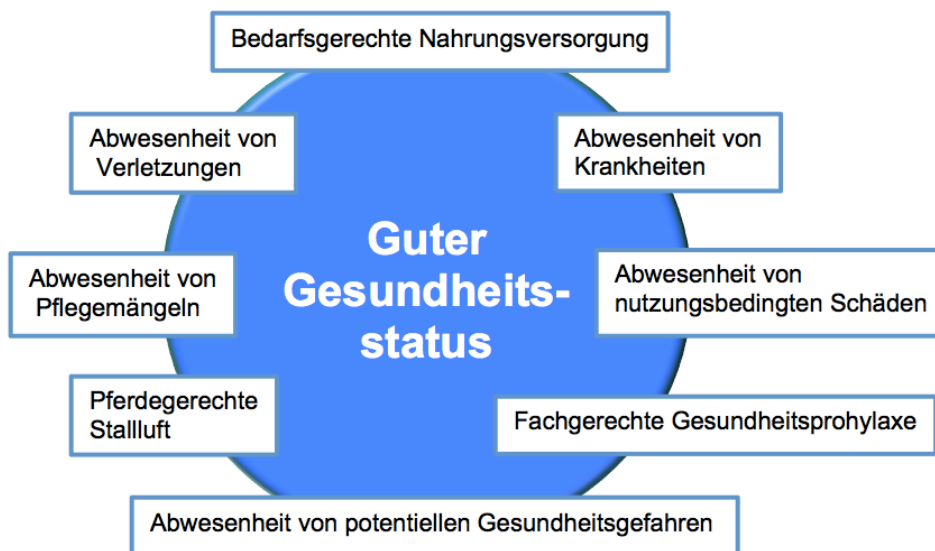 Bedarfsgerechte Nahrungsversorgung
Abwesenheit von
Verletzungen
Abwesenheit von
Krankheiten
Guter
Gesundheits-
status
Abwesenheit von
Pflegemängeln
Abwesenheit von
nutzungsbedingten Schäden
Pferdegerechte
Stallluft
Fachgerechte Gesundheitsprohylaxe
Abwesenheit von potentiellen Gesundheitsgefahren